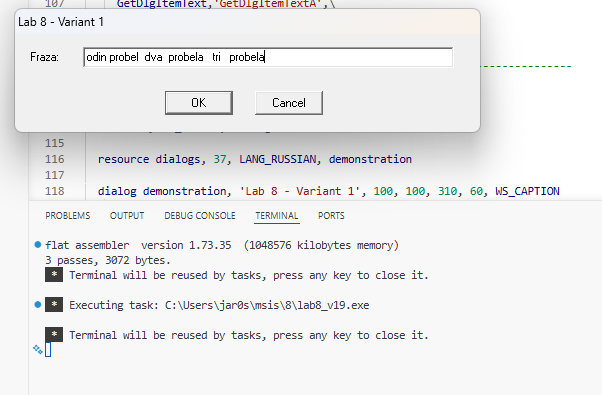 107 GetDlgItemText,'GetDlgItemTextA',\
Lab 8 - Variant 1
Fraza: odin probel dva  probela   tri   probela
OK Cancel
115
116 resource dialogs, 37, LANG_RUSSIAN, demonstration
117
118 dialog demonstration, 'Lab 8 - Variant 1', 100, 100, 310, 60, WS_CAPTION
PROBLEMS OUTPUT DEBUG CONSOLE TERMINAL PORTS
flat assembler  version 1.73.35  (1048576 kilobytes memory)
3 passes, 3072 bytes.
* Terminal will be reused by tasks, press any key to close it.
* Executing task: C:\Users\jar0s\msis\8\lab8_v19.exe
* Terminal will be reused by tasks, press any key to close it.